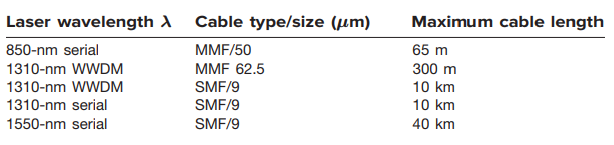 Laser wavelength λ Cable type/size (μm) Maximum cable length
850-nm serial MMF/50 65 m
1310-nm WWDM MMF 62.5 300 m
1310-nm WWDM SMF/9 10 km
1310-nm serial SMF/9 10 km
1550-nm serial SMF/9 40 km